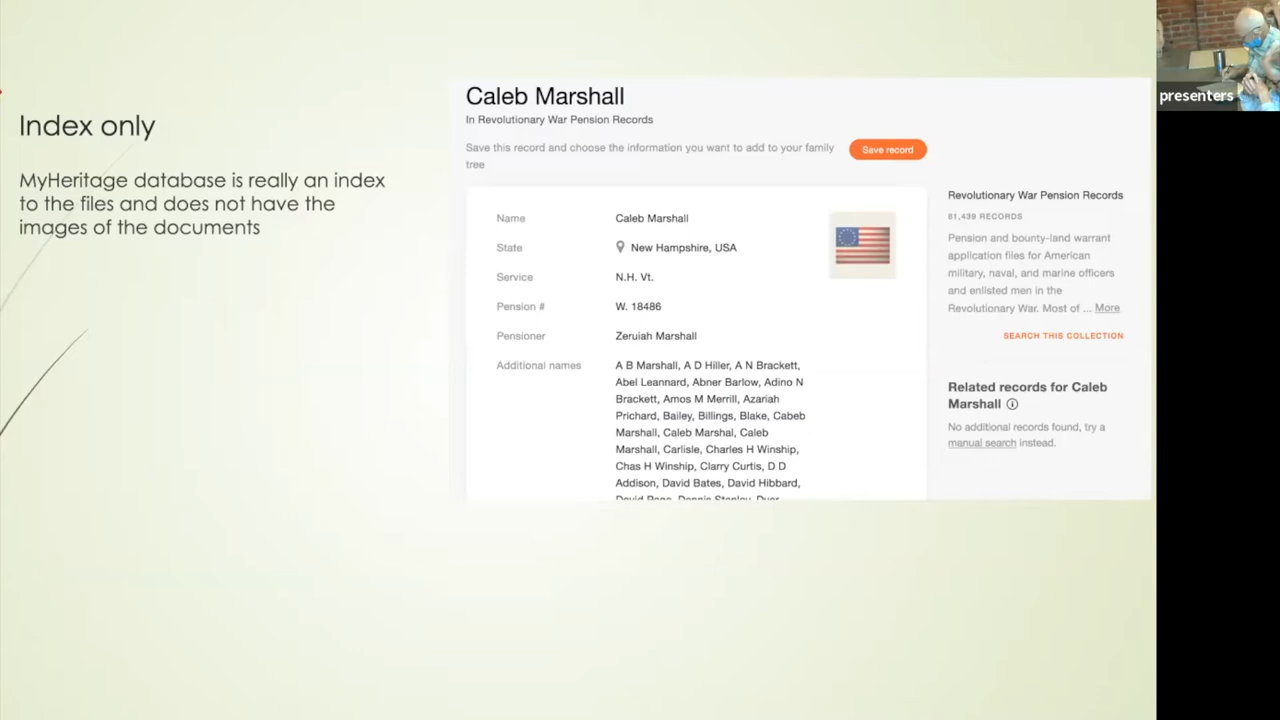 Index only
MyHeritage database is really an index
to the files and does not have the
images of the documents
Caleb Marshall
In Revolutionary War Pension Records
Save this record and choose the information you want to add to your family
tree
Save record
Name Caleb Marshall
State New Hampshire, USA
Service N.H. Vt.
Pension # W. 18486
Pensioner Zeruiah Marshall
Additional names A B Marshall, A D Hiller, A N Brackett,
Abel Leannard, Abner Barlow, Adino N
Brackett, Amos M Merrill, Azariah
Prichard, Bailey, Billings, Blake, Cabeb
Marshall, Caleb Marshal, Caleb
Marshall, Carlisle, Charles H Winship,
Chas H Winship, Clarry Curtis, D D
Addison, David Bates, David Hibbard,
Revolutionary War Pension Records
81,439 RECORDS
Pension and bounty-land warrant
application files for American
military, naval, and marine officers
and enlisted men in the
Revolutionary War. Most of ... More
SEARCH THIS COLLECTION
Related records for Caleb
Marshall
No additional records found, try a
manual search instead.
presenters